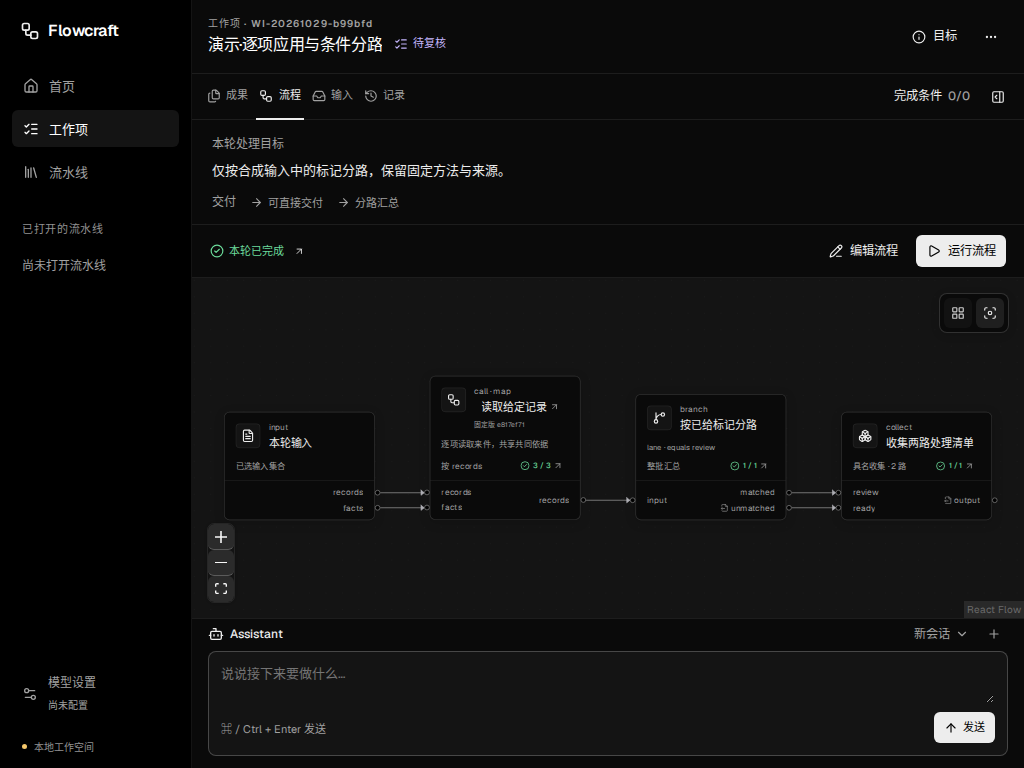 Flowcraft
首页
工作项
流水线
已打开的流水线
尚未打开流水线
模型设置
尚未配置
本地工作空间
工作项 · WI-20261029-b99bfd
演示·逐项应用与条件分路
待复核
目标
成果
流程
输入
记录
完成条件 0/0
本轮处理目标
仅按合成输入中的标记分路，保留固定方法与来源。
交付 → 可直接交付 → 分路汇总
本轮已完成
编辑流程
运行流程
input
本轮输入
已选输入集合
records
facts
call·map
读取给定记录
固定版 e817ef71
逐项读取来件，共享共同依据
按 records
3 / 3
records
facts
records
branch
按已给标记分路
lane · equals review
整批汇总
1 / 1
input
matched
unmatched
collect
收集两路处理清单
具名收集 · 2 路
1 / 1
review
ready
output
React Flow
Assistant
新会话
说说接下来要做什么…
⌘ / Ctrl + Enter 发送
发送